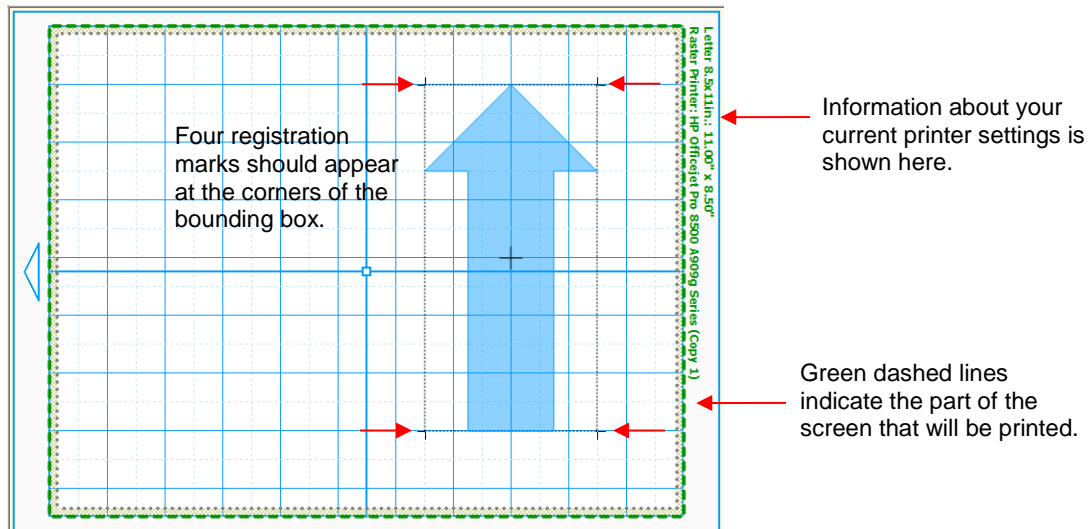 Four registration
marks should appear
at the corners of the
bounding box.
Letter 8.5x11in.: 11.00" x 8.50"
Raster Printer: HP Officejet Pro 8500 A909g Series (Copy 1)
Information about your
current printer settings is
shown here.
Green dashed lines
indicate the part of the
screen that will be printed.